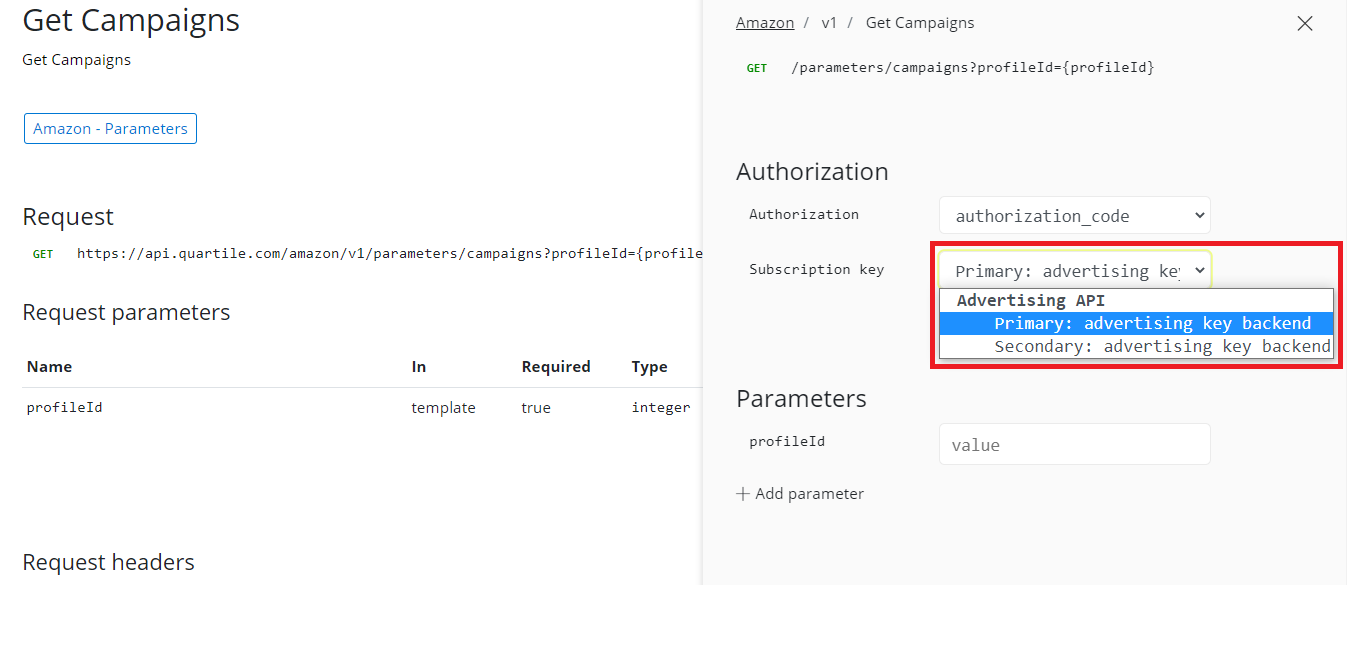 Get Campaigns
Get Campaigns
Amazon - Parameters
Request
GET https://api.quartile.com/amazon/v1/parameters/campaigns?profileId={profile
Request parameters
Name In Required Type
profileId template true integer
Request headers
Amazon / v1 / Get Campaigns
GET /parameters/campaigns?profileId={profileId}
Authorization
Authorization authorization_code
Subscription key Primary: advertising key
Advertising API
Primary: advertising key backend
Secondary: advertising key backend
Parameters
profileId value
+ Add parameter